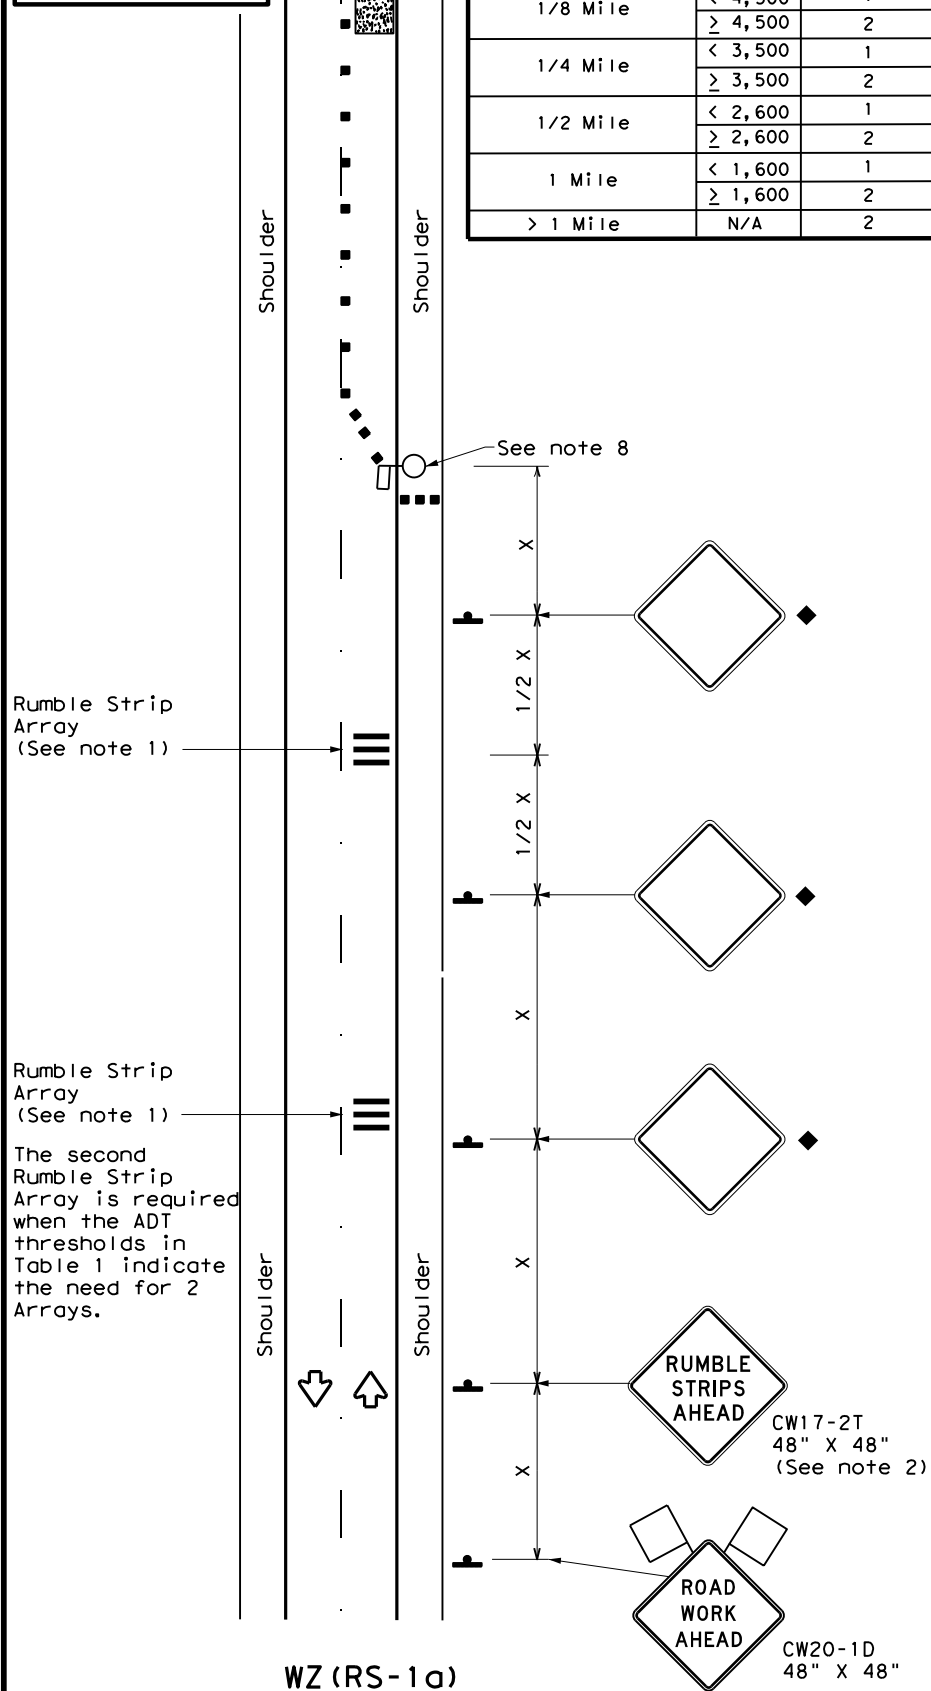 1/8 Mile
< 4,500
≥ 4,500 2
1/4 Mile
< 3,500 1
≥ 3,500 2
1/2 Mile
< 2,600 1
≥ 2,600 2
1 Mile
< 1,600 1
≥ 1,600 2
> 1 Mile N/A 2
Shoulder
Shoulder
See note 8
X
1/2 X
Rumble Strip
Array
(See note 1)
1/2 X
X
Rumble Strip
Array
(See note 1)
The second
Rumble Strip
Array is required
when the ADT
thresholds in
Table 1 indicate
the need for 2
Arrays.
Shoulder
Shoulder
X
RUMBLE
STRIPS
AHEAD
CW17-2T
48" X 48"
(See note 2)
X
ROAD
WORK
AHEAD
CW20-1D
48" X 48"
WZ(RS-1a)